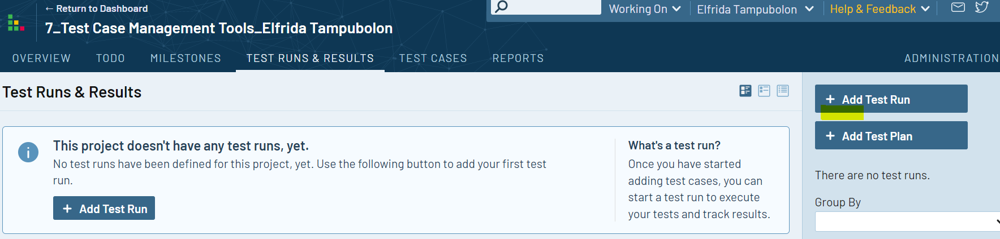 ← Return to Dashboard
7_Test Case Management Tools_Elfrida Tampubolon
Working On
Elfrida Tampubolon
Help & Feedback
OVERVIEW
TODO
MILESTONES
TEST RUNS & RESULTS
TEST CASES
REPORTS
ADMINISTRATION
Test Runs & Results
This project doesn't have any test runs, yet.
No test runs have been defined for this project, yet. Use the following button to add your first test
run.
+ Add Test Run
What's a test run?
Once you have started
adding test cases, you can
start a test run to execute
your tests and track results.
+ Add Test Run
+ Add Test Plan
There are no test runs.
Group By